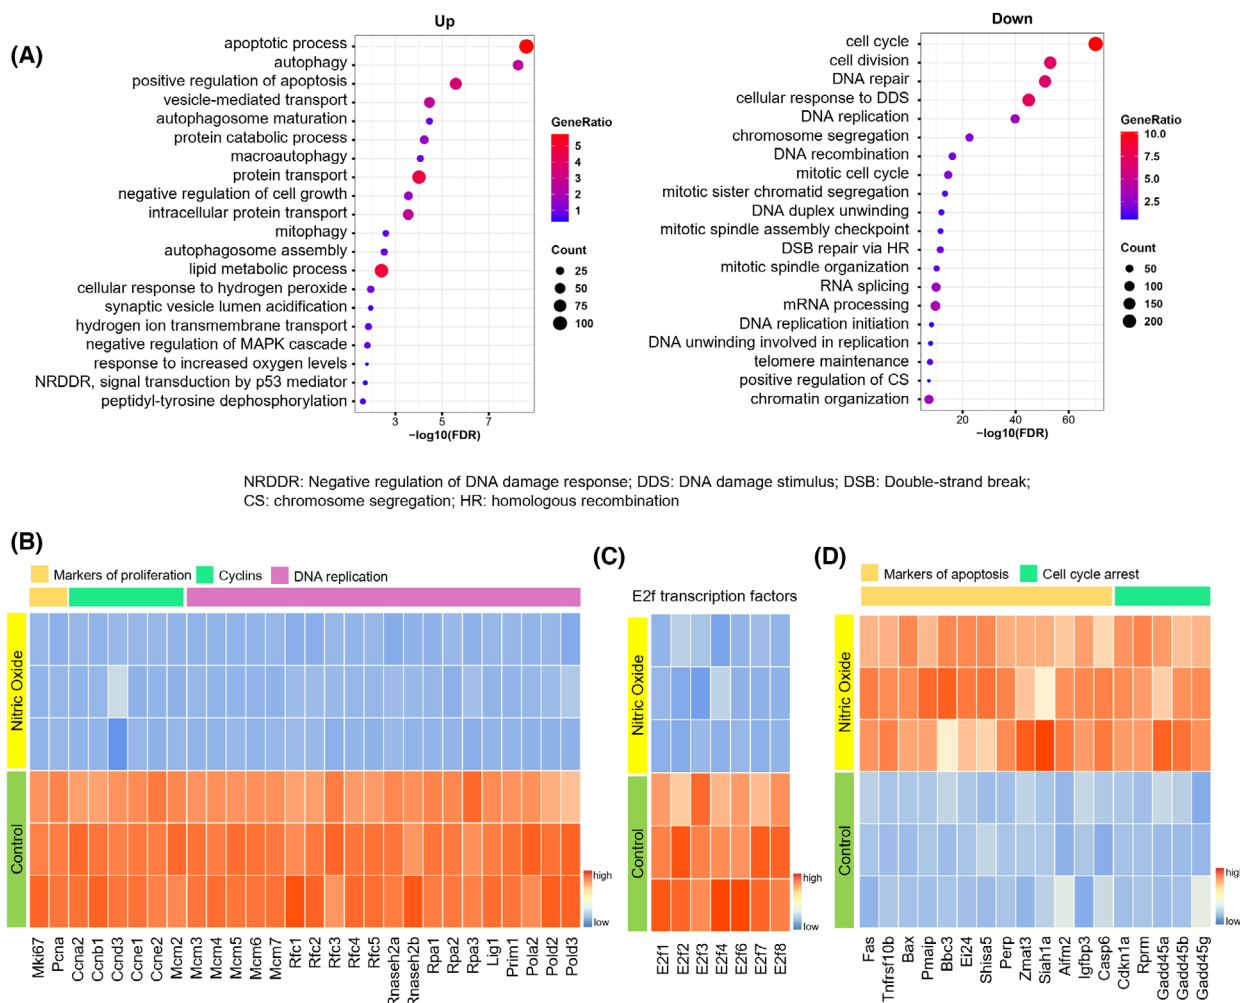 (A)
Up
apoptotic process
autophagy
positive regulation of apoptosis
vesicle-mediated transport
autophagosome maturation
protein catabolic process
macroautophagy
protein transport
negative regulation of cell growth
intracellular protein transport
mitophagy
autophagosome assembly
lipid metabolic process
cellular response to hydrogen peroxide
synaptic vesicle lumen acidification
hydrogen ion transmembrane transport
negative regulation of MAPK cascade
response to increased oxygen levels
NRDDR, signal transduction by p53 mediator
peptidyl-tyrosine dephosphorylation
3 5 7
−log10(FDR)
GeneRatio
5
4
3
2
1
Count
25
50
75
100
Down
cell cycle
cell division
DNA repair
cellular response to DDS
DNA replication
chromosome segregation
DNA recombination
mitotic cell cycle
mitotic sister chromatid segregation
DNA duplex unwinding
mitotic spindle assembly checkpoint
DSB repair via HR
mitotic spindle organization
RNA splicing
mRNA processing
DNA replication initiation
DNA unwinding involved in replication
telomere maintenance
positive regulation of CS
chromatin organization
20 40 60
−log10(FDR)
GeneRatio
10.0
7.5
5.0
2.5
Count
50
100
150
200
NRDDR: Negative regulation of DNA damage response; DDS: DNA damage stimulus; DSB: Double-strand break;
CS: chromosome segregation; HR: homologous recombination
(B)
Markers of proliferation Cyclins DNA replication
Nitric Oxide
Control
high
low
Mki67 Pcna Ccna2 Ccnb1 Ccnd3 Ccne1 Ccne2 Mcm2 Mcm3 Mcm4 Mcm5 Mcm6 Mcm7 Rfc1 Rfc2 Rfc3 Rfc4 Rfc5 Rnaseh2a Rnaseh2b Rpa1 Rpa2 Rpa3 Lig1 Prim1 Pola2 Pold2 Pold3
(C)
E2f transcription factors
Nitric Oxide
Control
high
low
E2f1 E2f2 E2f3 E2f4 E2f6 E2f7 E2f8
(D)
Markers of apoptosis Cell cycle arrest
Nitric Oxide
Control
high
low
Fas Tnfrsf10b Bax Pmaip Bbc3 Ei24 Shisa5 Perp Zmat3 Siah1a Aifm2 Igfbp3 Casp6 Cdkn1a Rprm Gadd45a Gadd45b Gadd45g